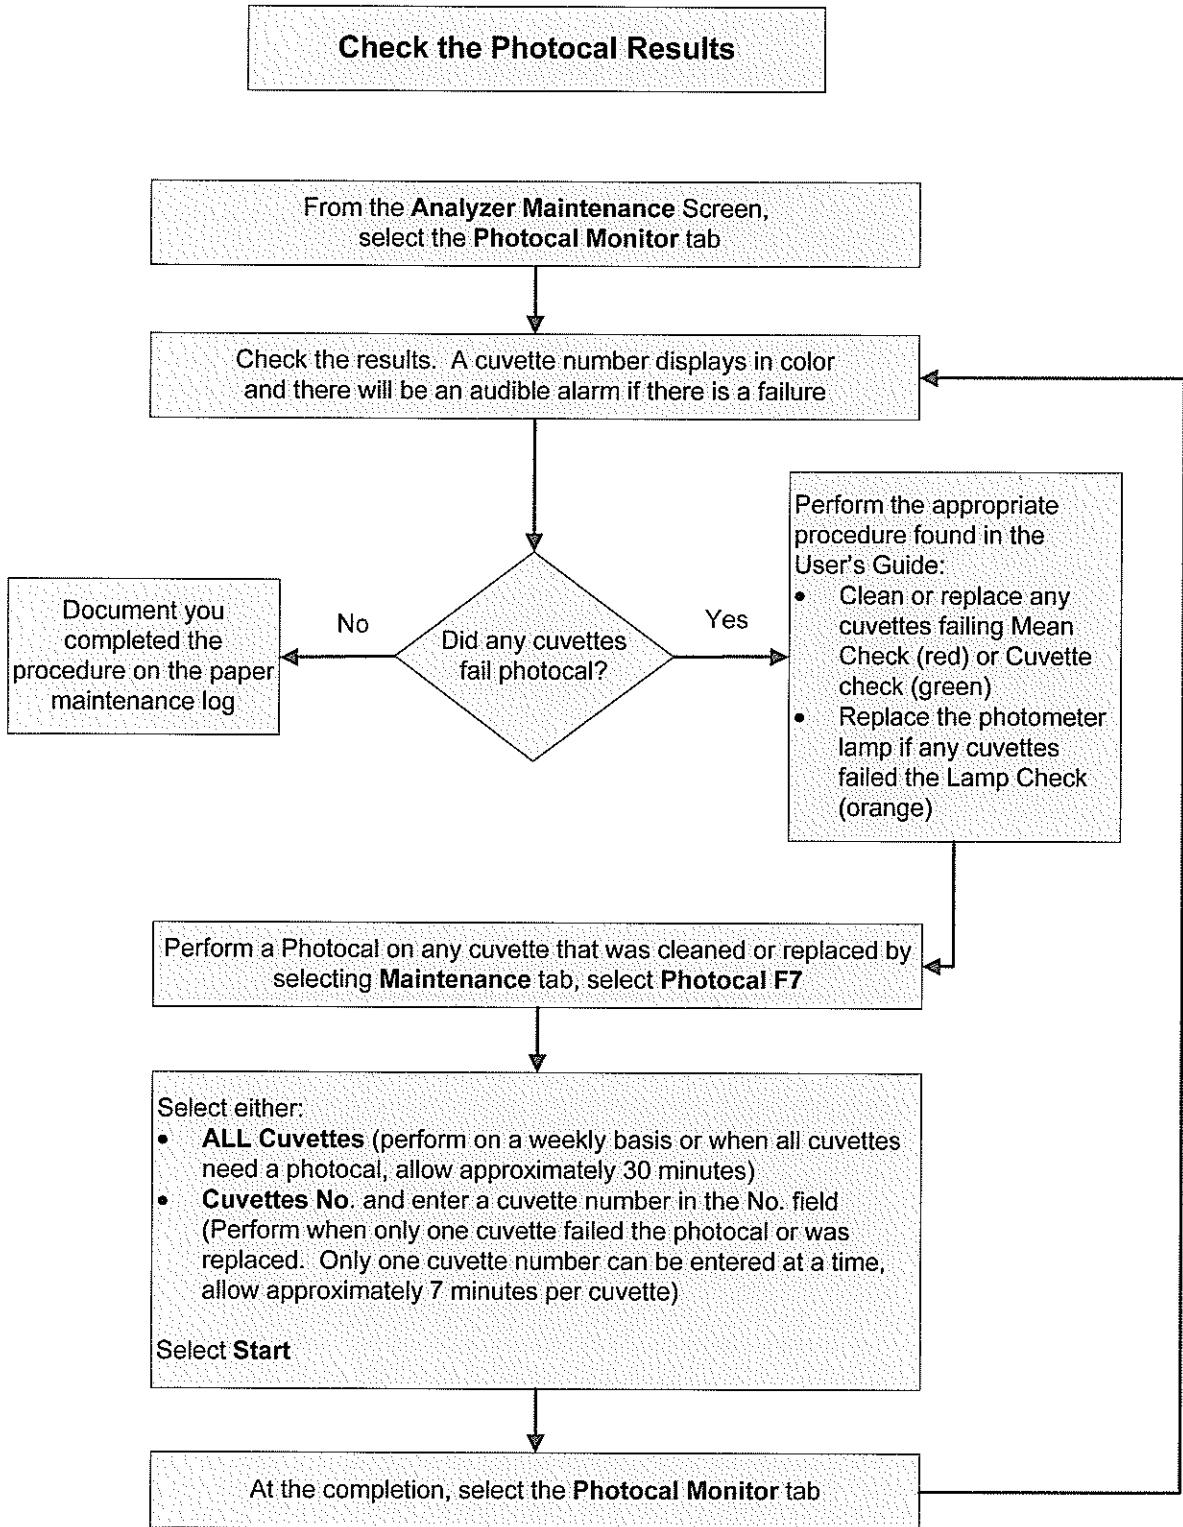 Check the Photocal Results
From the Analyzer Maintenance Screen,
select the Photocal Monitor tab
Check the results. A cuvette number displays in color
and there will be an audible alarm if there is a failure
Did any cuvettes
fail photocal?
No
Document you
completed the
procedure on the paper
maintenance log
Yes
Perform the appropriate
procedure found in the
User's Guide:
• Clean or replace any
cuvettes failing Mean
Check (red) or Cuvette
check (green)
• Replace the photometer
lamp if any cuvettes
failed the Lamp Check
(orange)
Perform a Photocal on any cuvette that was cleaned or replaced by
selecting Maintenance tab, select Photocal F7
Select either:
• ALL Cuvettes (perform on a weekly basis or when all cuvettes
need a photocal, allow approximately 30 minutes)
• Cuvettes No. and enter a cuvette number in the No. field
(Perform when only one cuvette failed the photocal or was
replaced. Only one cuvette number can be entered at a time,
allow approximately 7 minutes per cuvette)
Select Start
At the completion, select the Photocal Monitor tab